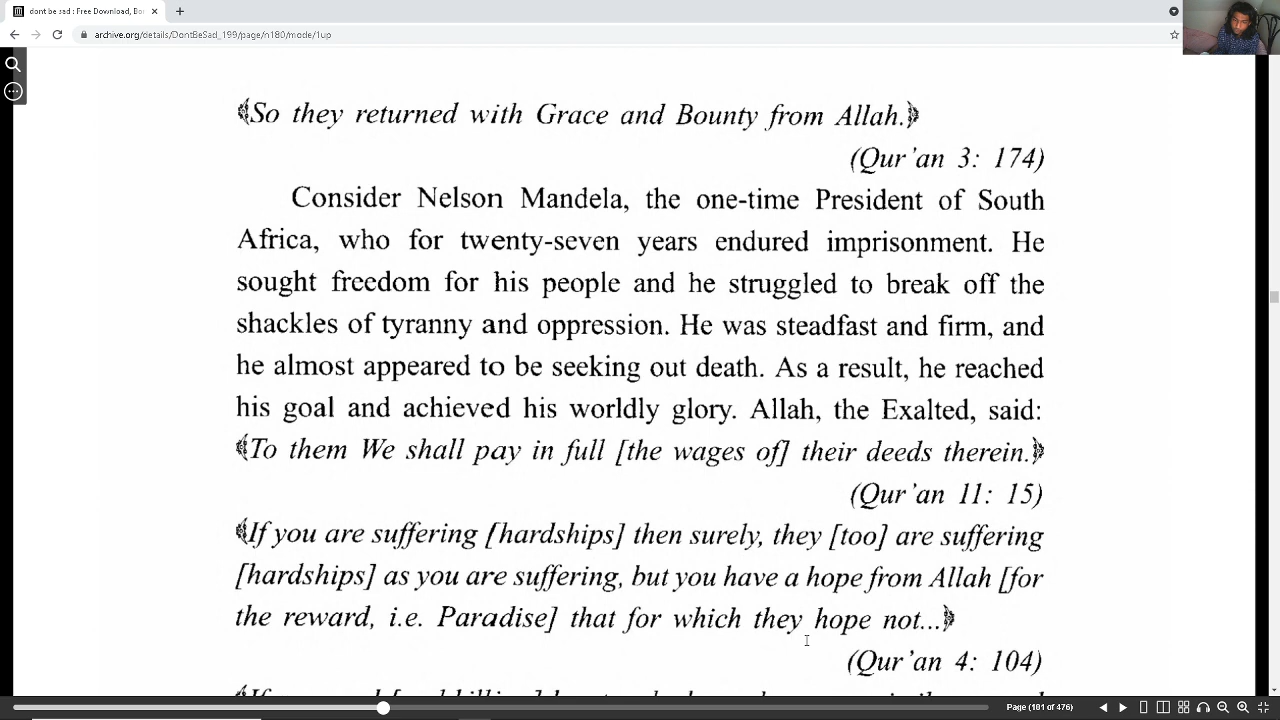 dont be sad : Free Download, Bo
archive.org/details/DontBeSad_199/page/n180/mode/1up
So they returned with Grace and Bounty from Allah.
(Qur'an 3: 174)
Consider Nelson Mandela, the one-time President of South
Africa, who for twenty-seven years endured imprisonment. He
sought freedom for his people and he struggled to break off the
shackles of tyranny and oppression. He was steadfast and firm, and
he almost appeared to be seeking out death. As a result, he reached
his goal and achieved his worldly glory. Allah, the Exalted, said:
﴾To them We shall pay in full [the wages of] their deeds therein.﴿
(Qur'an 11: 15)
﴾If you are suffering [hardships] then surely, they [too] are suffering
[hardships] as you are suffering, but you have a hope from Allah [for
the reward, i.e. Paradise] that for which they hope not...﴿
(Qur'an 4: 104)
Page (181 of 476)